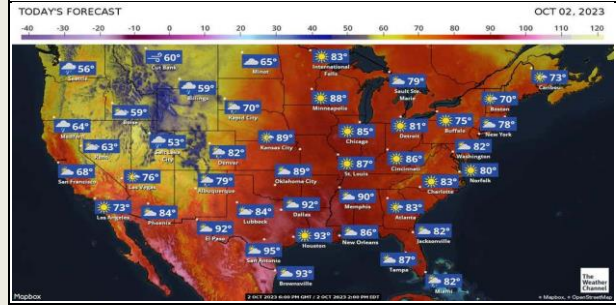 TODAY'S FORECAST
OCT 02, 2023
-40 -30 -20 -10 0 10 20 30 40 50 60 70 80 90 100 110 120
56° Seattle
60° Cut Bank
65° Minot
83° International Falls
79° Sault Ste. Marie
73° Caribou
59° Billings
70° Rapid City
88° Minneapolis
70° Boston
59° Boise
75° Buffalo
78° New York
64° Medford
63° Reno
53°
82° Denver
89° Kansas City
85° Chicago
81° Detroit
82° Washington
68° San Francisco
76° Las Vegas
79° Albuquerque
89° Oklahoma City
87° St. Louis
86° Cincinnati
80° Norfolk
83° Charlotte
73° Los Angeles
84° Phoenix
92° El Paso
84° Lubbock
92° Dallas
90° Memphis
83° Atlanta
95° San Antonio
93° Houston
86° New Orleans
82° Jacksonville
93° Brownsville
87° Tampa
82° Miami
The
Weather
Channel
Mapbox
2 OCT 2023 6:00 PM GMT / 2 OCT 2023 2:00 PM EDT
Mapbox, © OpenStreet